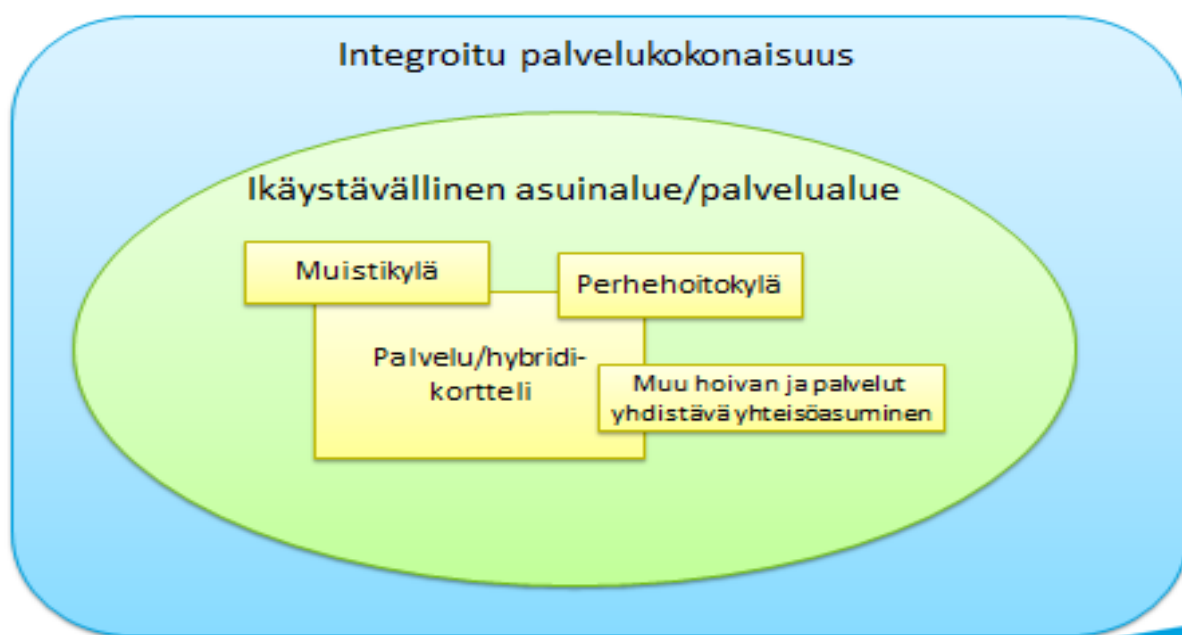 Integroitu palvelukokonaisuus
Ikäystävällinen asuinalue/palvelualue
Muistikylä
Perhehoitokylä
Palvelu/hybridi-
kortteli
Muu hoivan ja palvelut
yhdistävä yhteisöasuminen